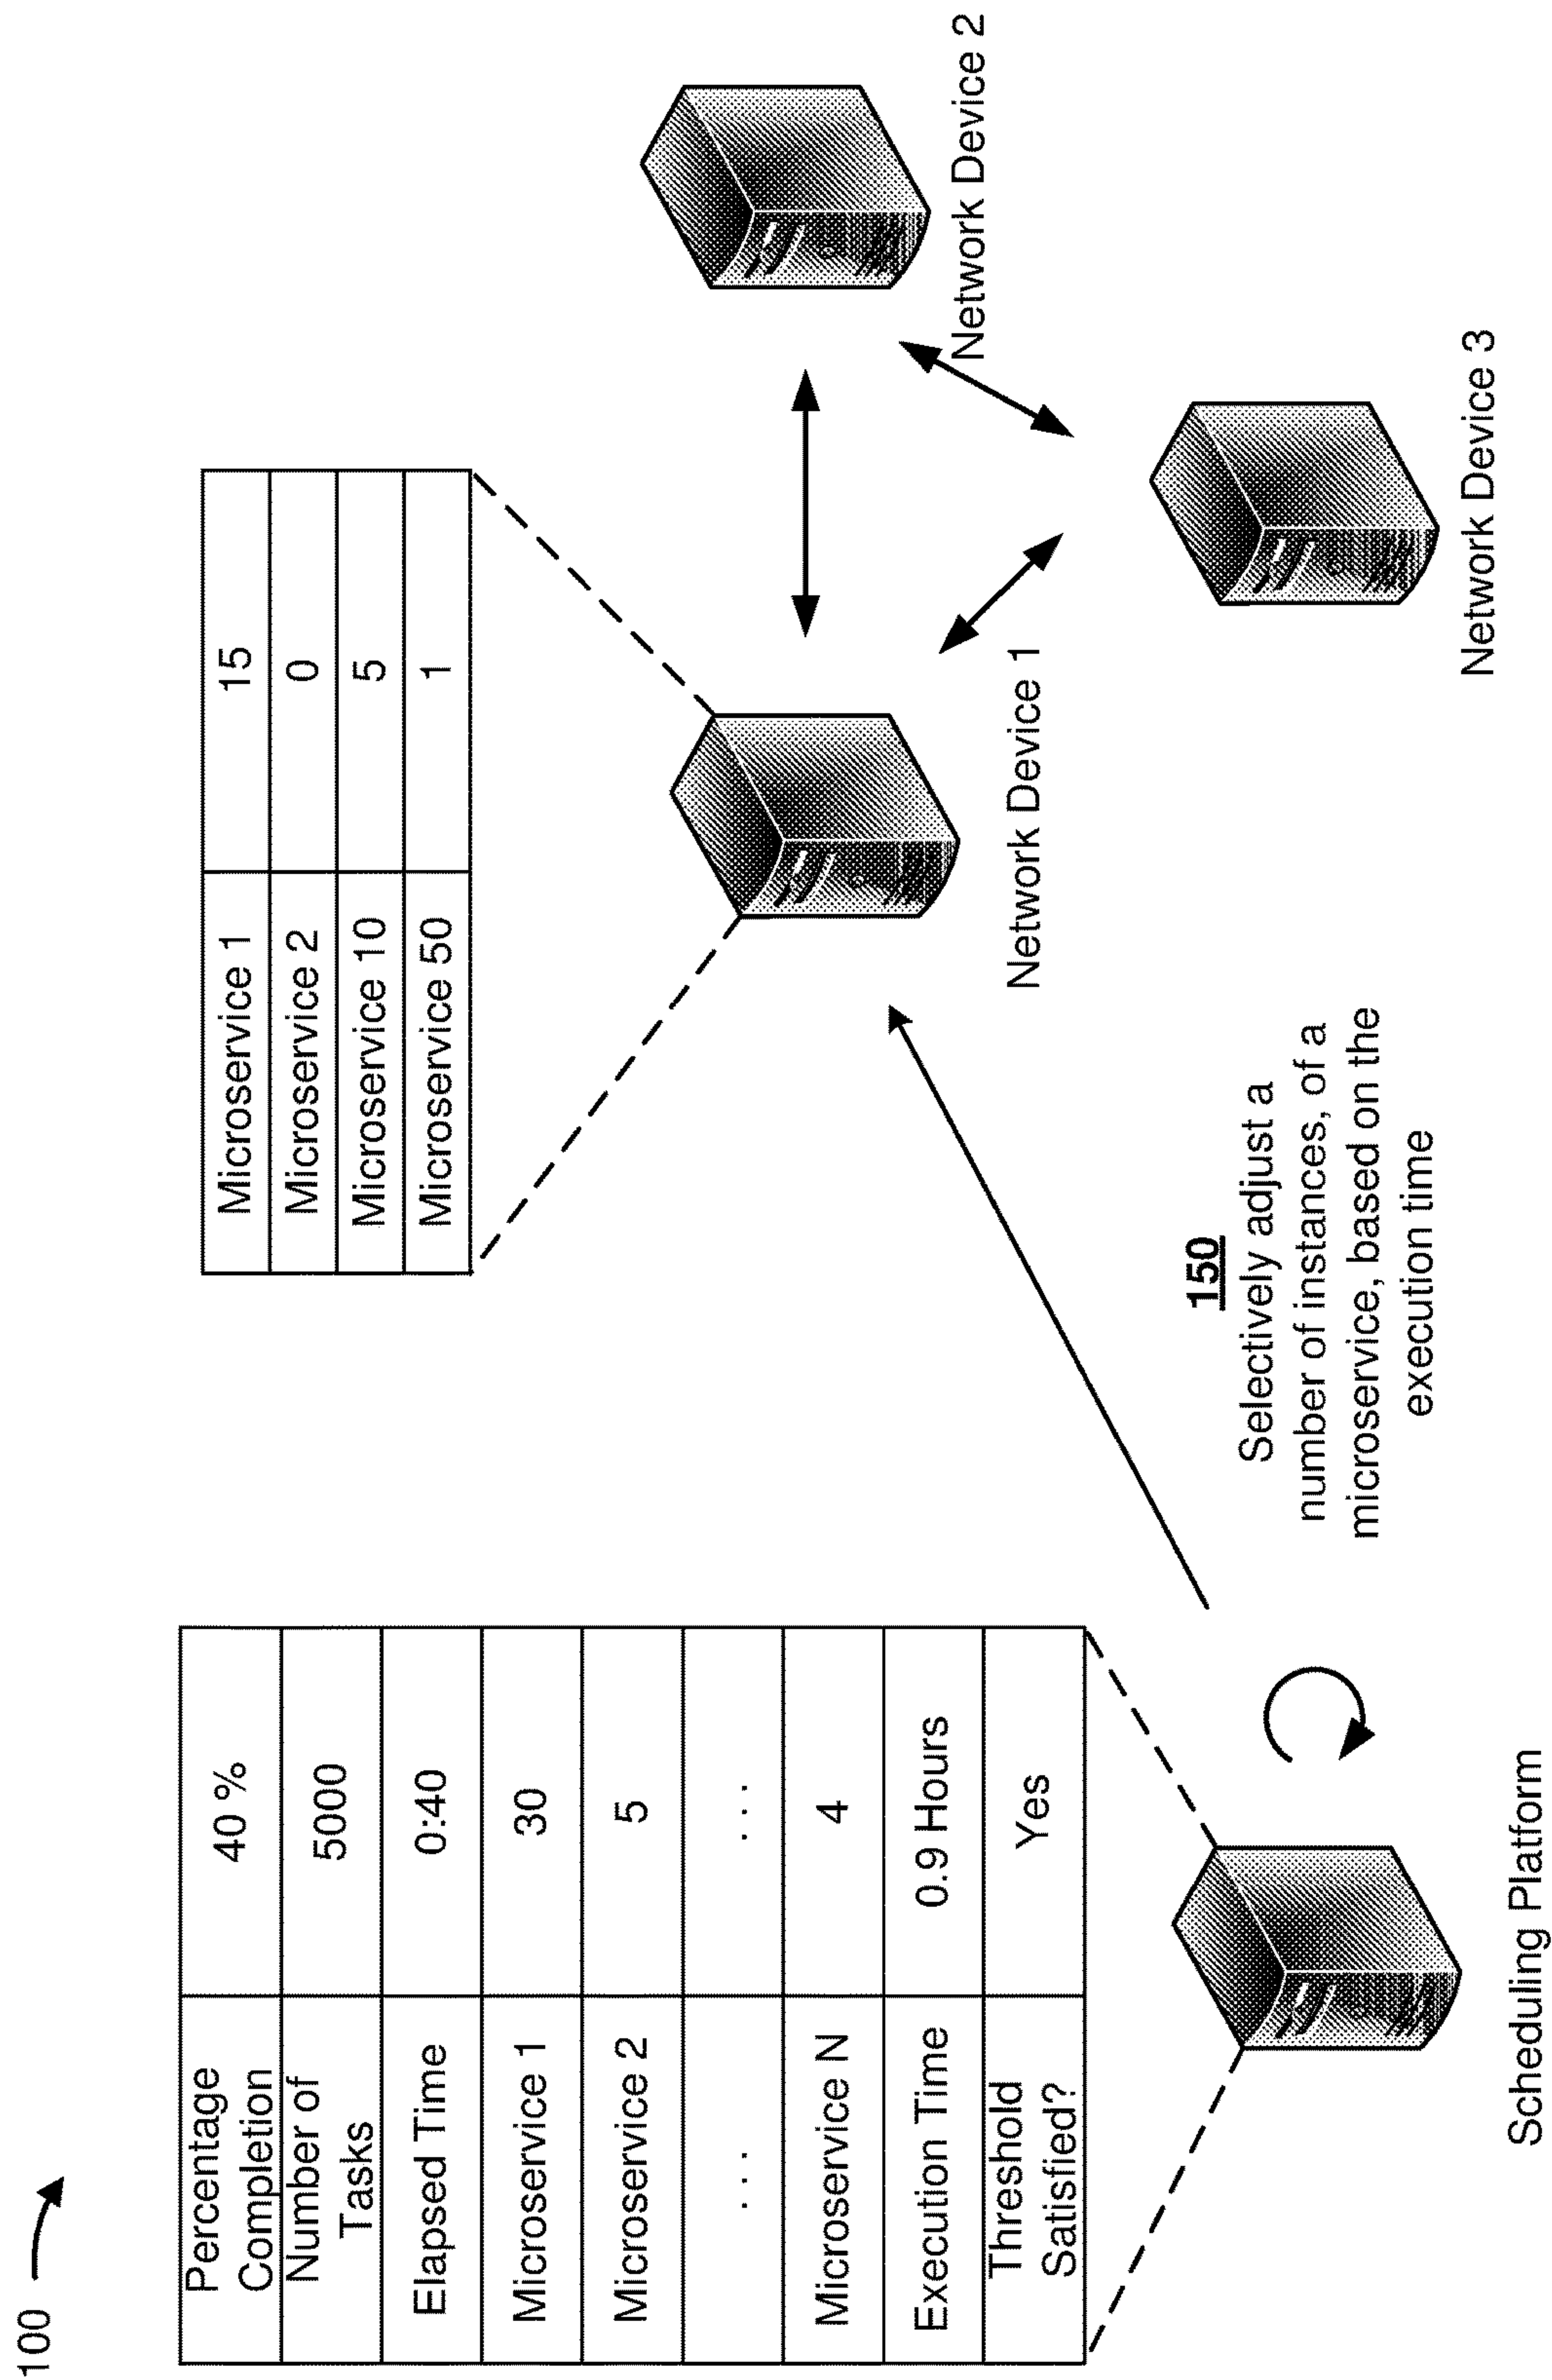 100
Percentage
Completion
40 %
Number of
Tasks
5000
Elapsed Time
0:40
Microservice 1
30
Microservice 2
5
. . .
. . .
Microservice N
4
Execution Time
0.9 Hours
Threshold
Satisfied?
Yes
Scheduling Platform
150
Selectively adjust a
number of instances, of a
microservice, based on the
execution time
Microservice 1
15
Microservice 2
0
Microservice 10
5
Microservice 50
1
Network Device 1
Network Device 2
Network Device 3